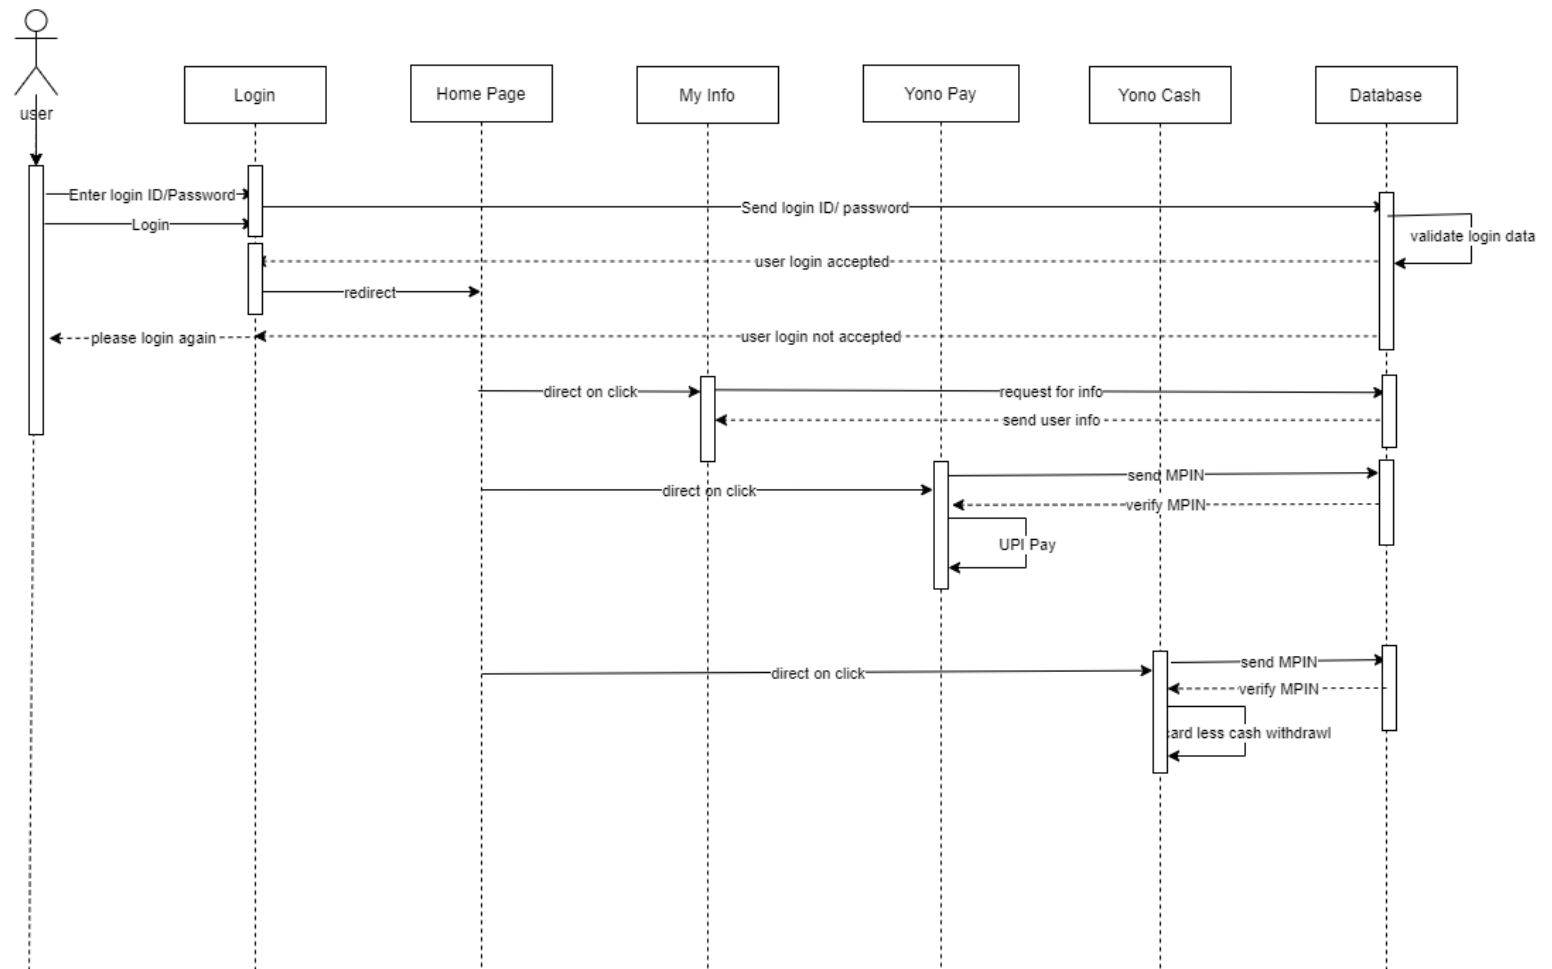 user
Login
Home Page
My Info
Yono Pay
Yono Cash
Database
Enter login ID/Password
Send login ID/ password
Login
validate login data
user login accepted
redirect
user login not accepted
please login again
direct on click
request for info
send user info
send MPIN
direct on click
verify MPIN
UPI Pay
send MPIN
direct on click
verify MPIN
ard less cash withdrawl